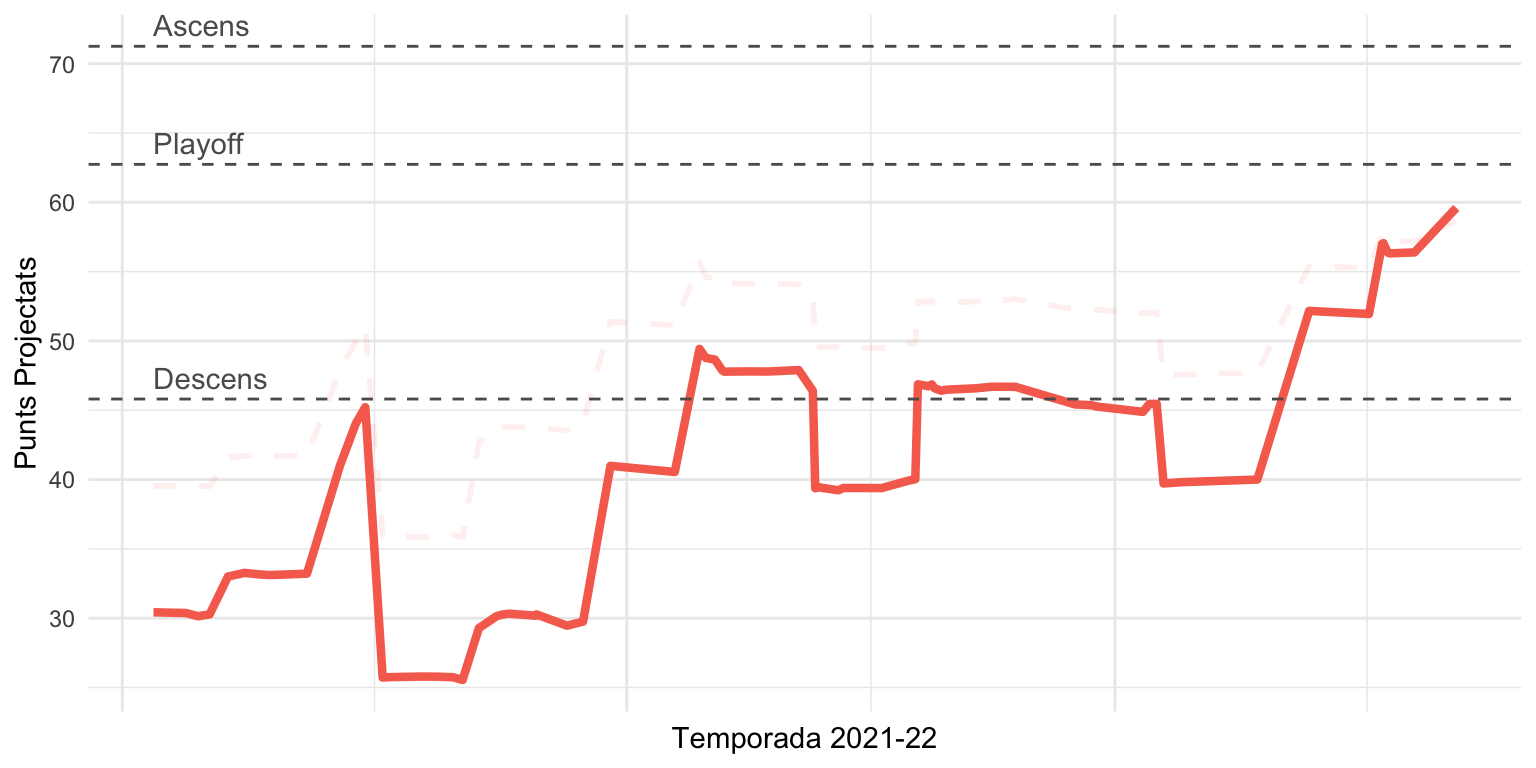 Ascens
70
Playoff
60
50
Descens
40
30
Punts Projectats
Temporada 2021-22